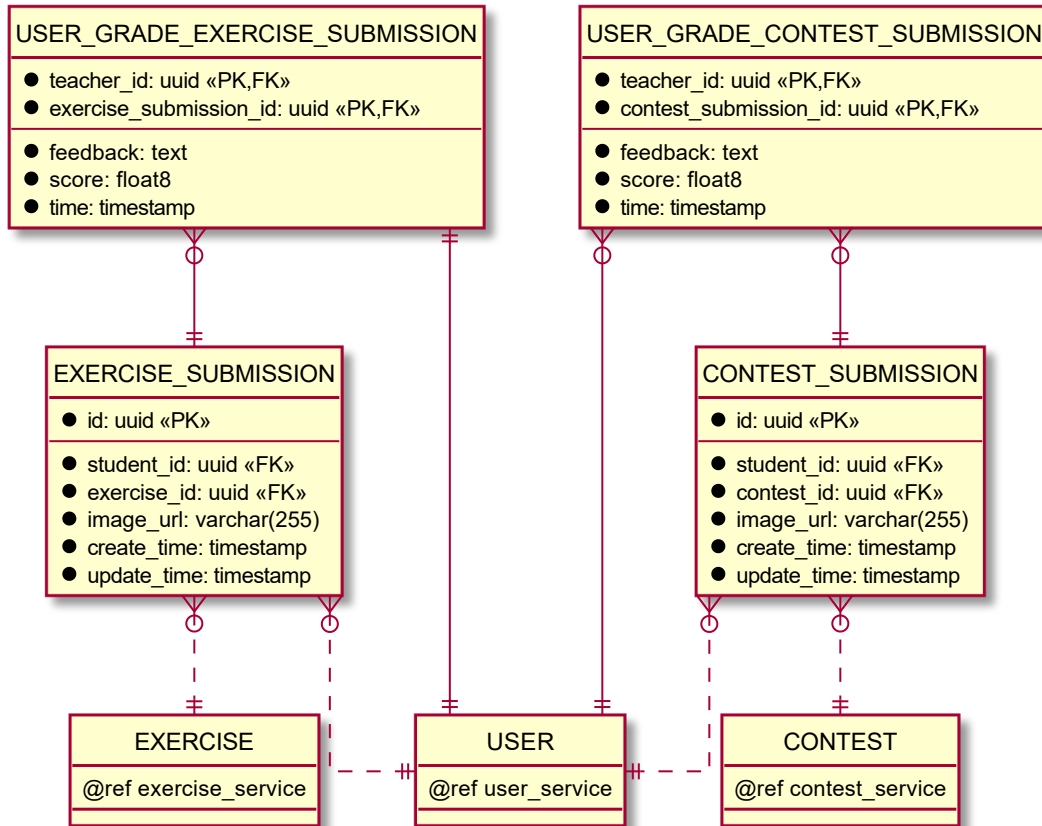 USER_GRADE_EXERCISE_SUBMISSION
teacher_id: uuid «PK,FK»
exercise_submission_id: uuid «PK,FK»
feedback: text
score: float8
time: timestamp
USER_GRADE_CONTEST_SUBMISSION
teacher_id: uuid «PK,FK»
contest_submission_id: uuid «PK,FK»
feedback: text
score: float8
time: timestamp
EXERCISE_SUBMISSION
id: uuid «PK»
student_id: uuid «FK»
exercise_id: uuid «FK»
image_url: varchar(255)
create_time: timestamp
update_time: timestamp
CONTEST_SUBMISSION
id: uuid «PK»
student_id: uuid «FK»
contest_id: uuid «FK»
image_url: varchar(255)
create_time: timestamp
update_time: timestamp
EXERCISE
@ref exercise_service
USER
@ref user_service
CONTEST
@ref contest_service